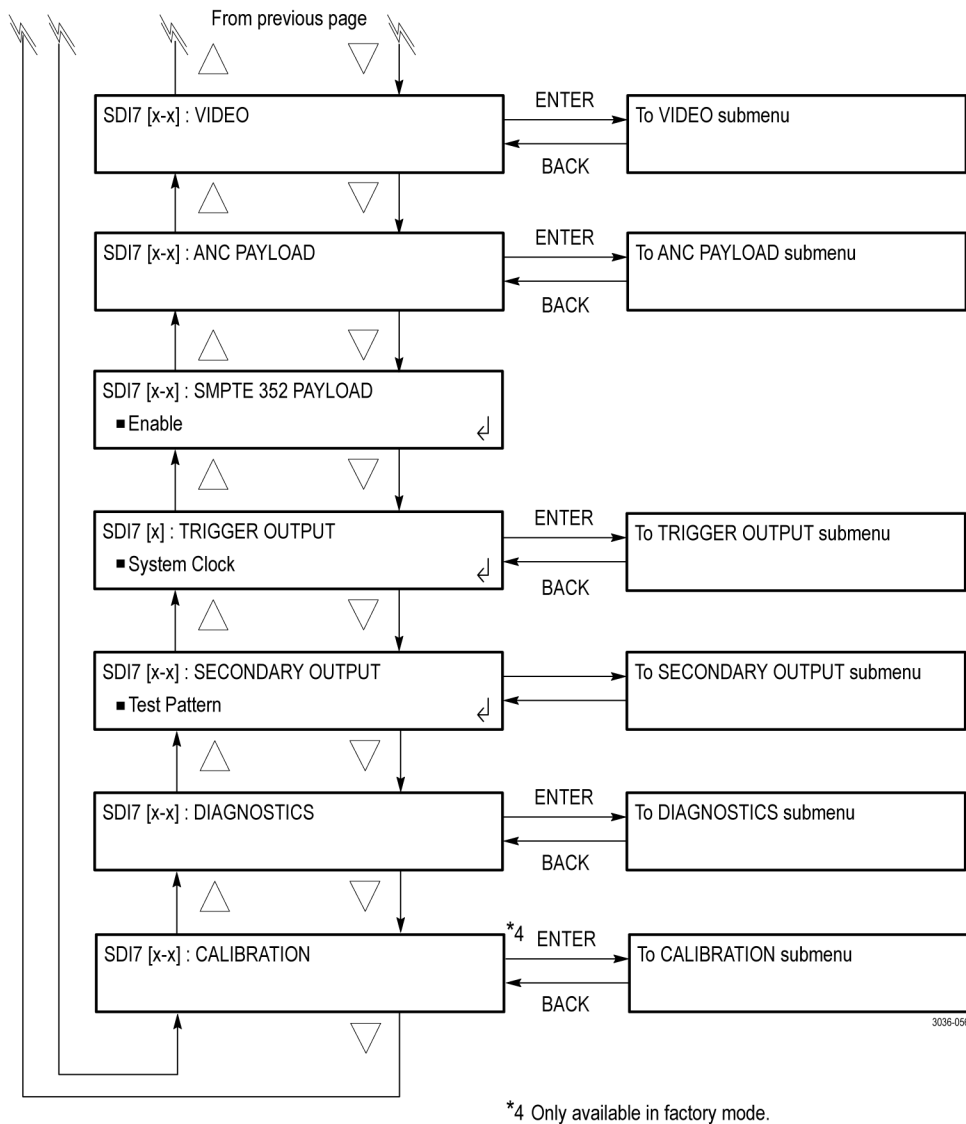 From previous page
SDI7 [x-x] : VIDEO
ENTER
BACK
To VIDEO submenu
SDI7 [x-x] : ANC PAYLOAD
ENTER
BACK
To ANC PAYLOAD submenu
SDI7 [x-x] : SMPTE 352 PAYLOAD
■ Enable
SDI7 [x] : TRIGGER OUTPUT
■ System Clock
ENTER
BACK
To TRIGGER OUTPUT submenu
SDI7 [x-x] : SECONDARY OUTPUT
■ Test Pattern
To SECONDARY OUTPUT submenu
SDI7 [x-x] : DIAGNOSTICS
ENTER
BACK
To DIAGNOSTICS submenu
SDI7 [x-x] : CALIBRATION
*4 ENTER
BACK
To CALIBRATION submenu
*4 Only available in factory mode.